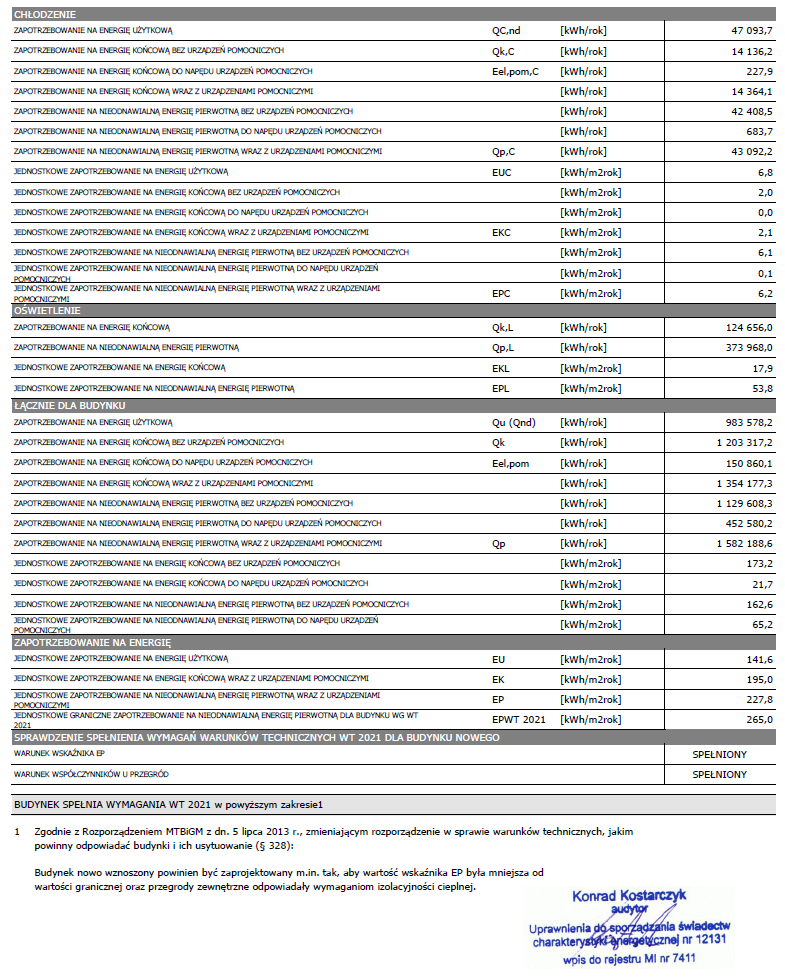 CHŁODZENIE
ZAPOTRZEBOWANIE NA ENERGIĘ UŻYTKOWĄ QC,nd [kWh/rok] 47 093,7
ZAPOTRZEBOWANIE NA ENERGIĘ KOŃCOWĄ BEZ URZĄDZEŃ POMOCNICZYCH Qk,C [kWh/rok] 14 136,2
ZAPOTRZEBOWANIE NA ENERGIĘ KOŃCOWĄ DO NAPĘDU URZĄDZEŃ POMOCNICZYCH Eel,pom,C [kWh/rok] 227,9
ZAPOTRZEBOWANIE NA ENERGIĘ KOŃCOWĄ WRAZ Z URZĄDZENIAMI POMOCNICZYMI [kWh/rok] 14 364,1
ZAPOTRZEBOWANIE NA NIEODNAWIALNĄ ENERGIĘ PIERWOTNĄ BEZ URZĄDZEŃ POMOCNICZYCH [kWh/rok] 42 408,5
ZAPOTRZEBOWANIE NA NIEODNAWIALNĄ ENERGIĘ PIERWOTNĄ DO NAPĘDU URZĄDZEŃ POMOCNICZYCH [kWh/rok] 683,7
ZAPOTRZEBOWANIE NA NIEODNAWIALNĄ ENERGIĘ PIERWOTNĄ WRAZ Z URZĄDZENIAMI POMOCNICZYMI Qp,C [kWh/rok] 43 092,2
JEDNOSTKOWE ZAPOTRZEBOWANIE NA ENERGIĘ UŻYTKOWĄ EUC [kWh/m2rok] 6,8
JEDNOSTKOWE ZAPOTRZEBOWANIE NA ENERGIĘ KOŃCOWĄ BEZ URZĄDZEŃ POMOCNICZYCH [kWh/m2rok] 2,0
JEDNOSTKOWE ZAPOTRZEBOWANIE NA ENERGIĘ KOŃCOWĄ DO NAPĘDU URZĄDZEŃ POMOCNICZYCH [kWh/m2rok] 0,0
JEDNOSTKOWE ZAPOTRZEBOWANIE NA ENERGIĘ KOŃCOWĄ WRAZ Z URZĄDZENIAMI POMOCNICZYMI EKC [kWh/m2rok] 2,1
JEDNOSTKOWE ZAPOTRZEBOWANIE NA NIEODNAWIALNĄ ENERGIĘ PIERWOTNĄ BEZ URZĄDZEŃ POMOCNICZYCH [kWh/m2rok] 6,1
JEDNOSTKOWE ZAPOTRZEBOWANIE NA NIEODNAWIALNĄ ENERGIĘ PIERWOTNĄ DO NAPĘDU URZĄDZEŃ
POMOCNICZYCH [kWh/m2rok] 0,1
JEDNOSTKOWE ZAPOTRZEBOWANIE NA NIEODNAWIALNĄ ENERGIĘ PIERWOTNĄ WRAZ Z URZĄDZENIAMI
POMOCNICZYMI EPC [kWh/m2rok] 6,2
OŚWIETLENIE
ZAPOTRZEBOWANIE NA ENERGIĘ KOŃCOWĄ Qk,L [kWh/rok] 124 656,0
ZAPOTRZEBOWANIE NA NIEODNAWIALNĄ ENERGIĘ PIERWOTNĄ Qp,L [kWh/rok] 373 968,0
JEDNOSTKOWE ZAPOTRZEBOWANIE NA ENERGIĘ KOŃCOWĄ EKL [kWh/m2rok] 17,9
JEDNOSTKOWE ZAPOTRZEBOWANIE NA NIEODNAWIALNĄ ENERGIĘ PIERWOTNĄ EPL [kWh/m2rok] 53,8
ŁĄCZNIE DLA BUDYNKU
ZAPOTRZEBOWANIE NA ENERGIĘ UŻYTKOWĄ Qu (Qnd) [kWh/rok] 983 578,2
ZAPOTRZEBOWANIE NA ENERGIĘ KOŃCOWĄ BEZ URZĄDZEŃ POMOCNICZYCH Qk [kWh/rok] 1 203 317,2
ZAPOTRZEBOWANIE NA ENERGIĘ KOŃCOWĄ DO NAPĘDU URZĄDZEŃ POMOCNICZYCH Eel,pom [kWh/rok] 150 860,1
ZAPOTRZEBOWANIE NA ENERGIĘ KOŃCOWĄ WRAZ Z URZĄDZENIAMI POMOCNICZYMI [kWh/rok] 1 354 177,3
ZAPOTRZEBOWANIE NA NIEODNAWIALNĄ ENERGIĘ PIERWOTNĄ BEZ URZĄDZEŃ POMOCNICZYCH [kWh/rok] 1 129 608,3
ZAPOTRZEBOWANIE NA NIEODNAWIALNĄ ENERGIĘ PIERWOTNĄ DO NAPĘDU URZĄDZEŃ POMOCNICZYCH [kWh/rok] 452 580,2
ZAPOTRZEBOWANIE NA NIEODNAWIALNĄ ENERGIĘ PIERWOTNĄ WRAZ Z URZĄDZENIAMI POMOCNICZYMI Qp [kWh/rok] 1 582 188,6
JEDNOSTKOWE ZAPOTRZEBOWANIE NA ENERGIĘ KOŃCOWĄ BEZ URZĄDZEŃ POMOCNICZYCH [kWh/m2rok] 173,2
JEDNOSTKOWE ZAPOTRZEBOWANIE NA ENERGIĘ KOŃCOWĄ DO NAPĘDU URZĄDZEŃ POMOCNICZYCH [kWh/m2rok] 21,7
JEDNOSTKOWE ZAPOTRZEBOWANIE NA NIEODNAWIALNĄ ENERGIĘ PIERWOTNĄ BEZ URZĄDZEŃ POMOCNICZYCH [kWh/m2rok] 162,6
JEDNOSTKOWE ZAPOTRZEBOWANIE NA NIEODNAWIALNĄ ENERGIĘ PIERWOTNĄ DO NAPĘDU URZĄDZEŃ
POMOCNICZYCH [kWh/m2rok] 65,2
ZAPOTRZEBOWANIE NA ENERGIĘ
JEDNOSTKOWE ZAPOTRZEBOWANIE NA ENERGIĘ UŻYTKOWĄ EU [kWh/m2rok] 141,6
JEDNOSTKOWE ZAPOTRZEBOWANIE NA ENERGIĘ KOŃCOWĄ WRAZ Z URZĄDZENIAMI POMOCNICZYMI EK [kWh/m2rok] 195,0
JEDNOSTKOWE ZAPOTRZEBOWANIE NA NIEODNAWIALNĄ ENERGIĘ PIERWOTNĄ WRAZ Z URZĄDZENIAMI
POMOCNICZYMI EP [kWh/m2rok] 227,8
JEDNOSTKOWE GRANICZNE ZAPOTRZEBOWANIE NA NIEODNAWIALNĄ ENERGIĘ PIERWOTNĄ DLA BUDYNKU WG WT
2021 EPWT 2021 [kWh/m2rok] 265,0
SPRAWDZENIE SPEŁNIENIA WYMAGAŃ WARUNKÓW TECHNICZNYCH WT 2021 DLA BUDYNKU NOWEGO
WARUNEK WSKAŹNIKA EP SPEŁNIONY
WARUNEK WSPÓŁCZYNNIKÓW U PRZEGRÓD SPEŁNIONY
BUDYNEK SPEŁNIA WYMAGANIA WT 2021 w powyższym zakresie1
1 Zgodnie z Rozporządzeniem MTBiGM z dn. 5 lipca 2013 r., zmieniającym rozporządzenie w sprawie warunków technicznych, jakim
powinny odpowiadać budynki i ich usytuowanie (§ 328):
Budynek nowo wznoszony powinien być zaprojektowany m.in. tak, aby wartość wskaźnika EP była mniejsza od
wartości granicznej oraz przegrody zewnętrzne odpowiadały wymaganiom izolacyjności cieplnej.
Konrad Kostarczyk
audytor
Uprawnienia do sporządzania świadectw
charakterystyki energetycznej nr 12131
wpis do rejestru MI nr 7411